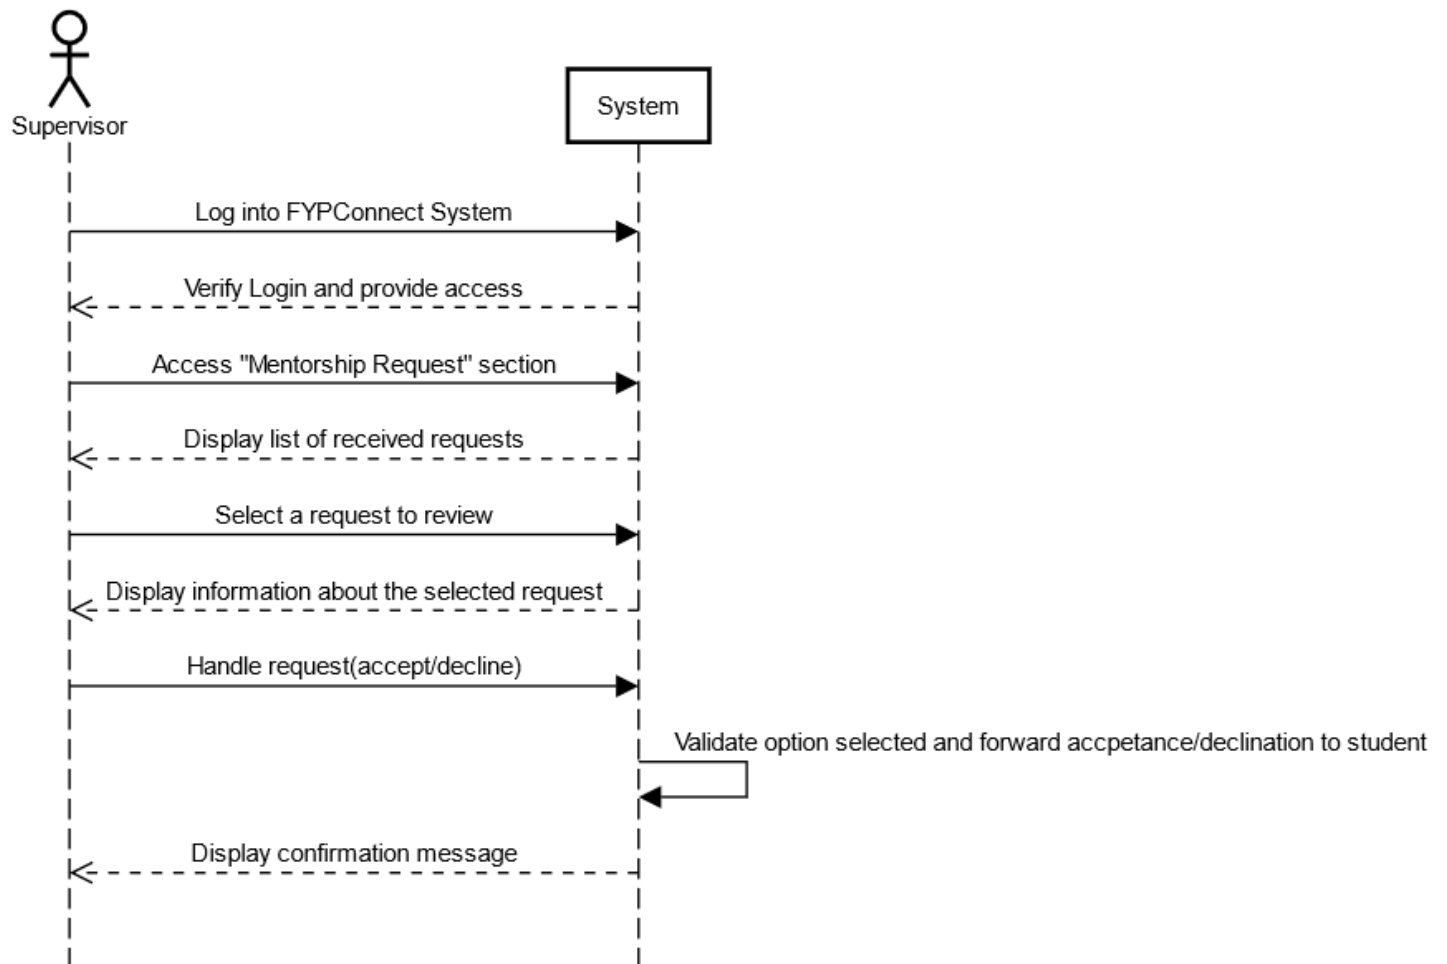 Supervisor
System
Log into FYPConnect System
Verify Login and provide access
Access "Mentorship Request" section
Display list of received requests
Select a request to review
Display information about the selected request
Handle request(accept/decline)
Validate option selected and forward accpetance/declination to student
Display confirmation message